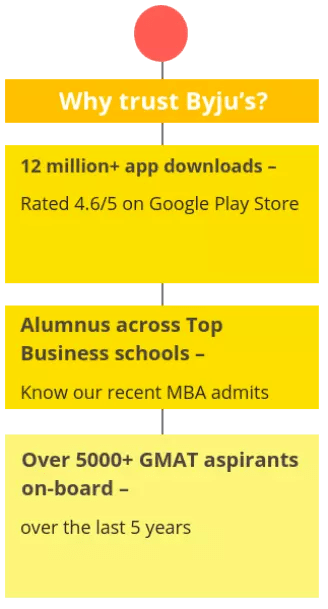 Why trust Byju’s?
12 million+ app downloads –
Rated 4.6/5 on Google Play Store
Alumnus across Top
Business schools –
Know our recent MBA admits
Over 5000+ GMAT aspirants
on-board –
over the last 5 years